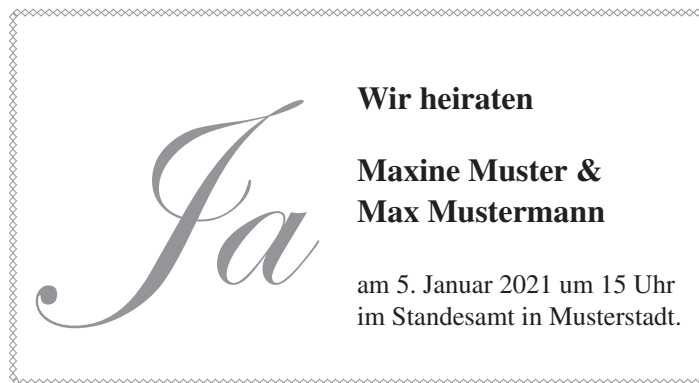 Ja
Wir heiraten
Maxine Muster &
Max Mustermann
am 5. Januar 2021 um 15 Uhr
im Standesamt in Musterstadt.